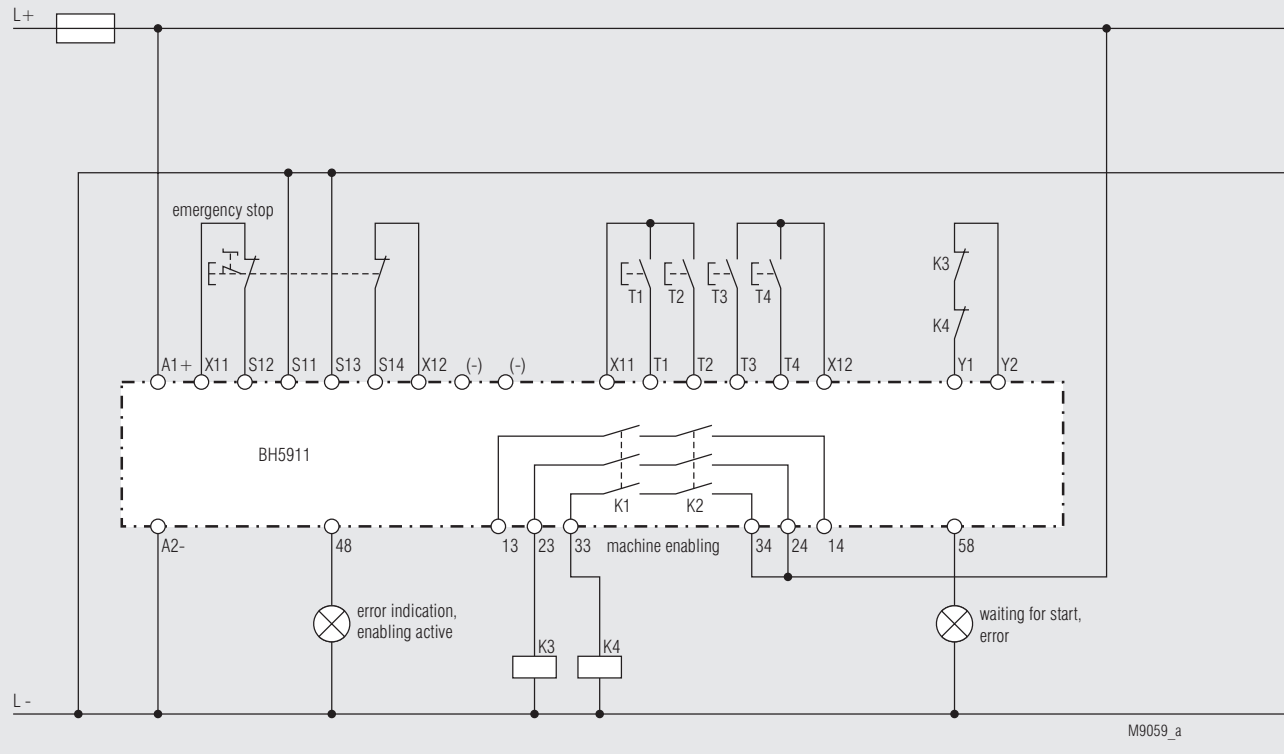 L+
emergency stop
T1 T2 T3 T4
K3
K4
A1+ X11 S12 S11 S13 S14 X12 (-) (-) X11 T1 T2 T3 T4 X12 Y1 Y2
BH5911
K1 K2
A2- 48 13 23 33 machine enabling 34 24 14 58
error indication,
enabling active
waiting for start,
error
K3 K4
L -
M9059_a